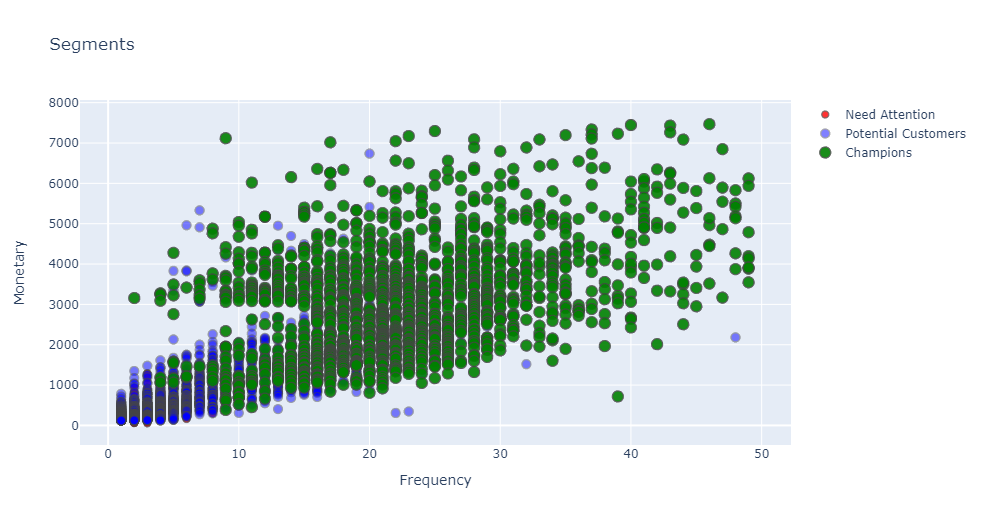 Segments
Need Attention
Potential Customers
Champions
Monetary
8000
7000
6000
5000
4000
3000
2000
1000
0
0 10 20 30 40 50
Frequency